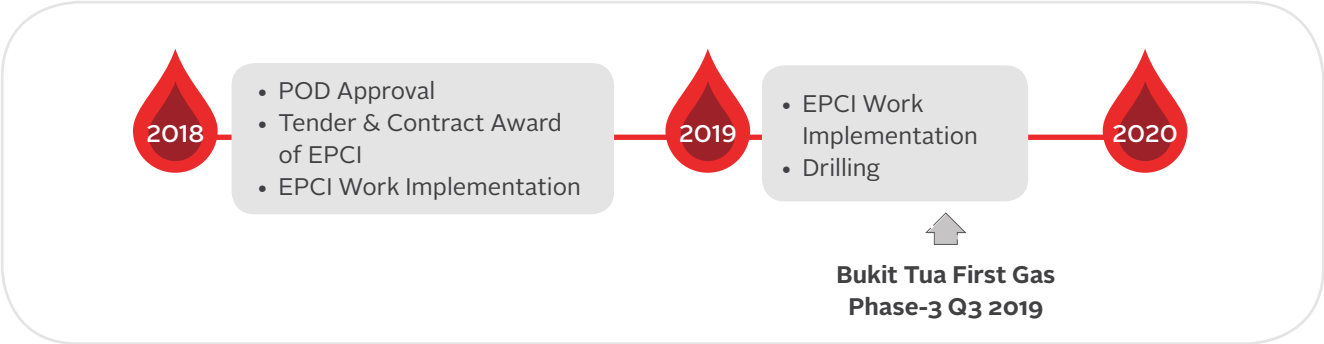 2018
• POD Approval
• Tender & Contract Award
of EPCI
• EPCI Work Implementation
2019
• EPCI Work
Implementation
• Drilling
2020
Bukit Tua First Gas
Phase-3 Q3 2019